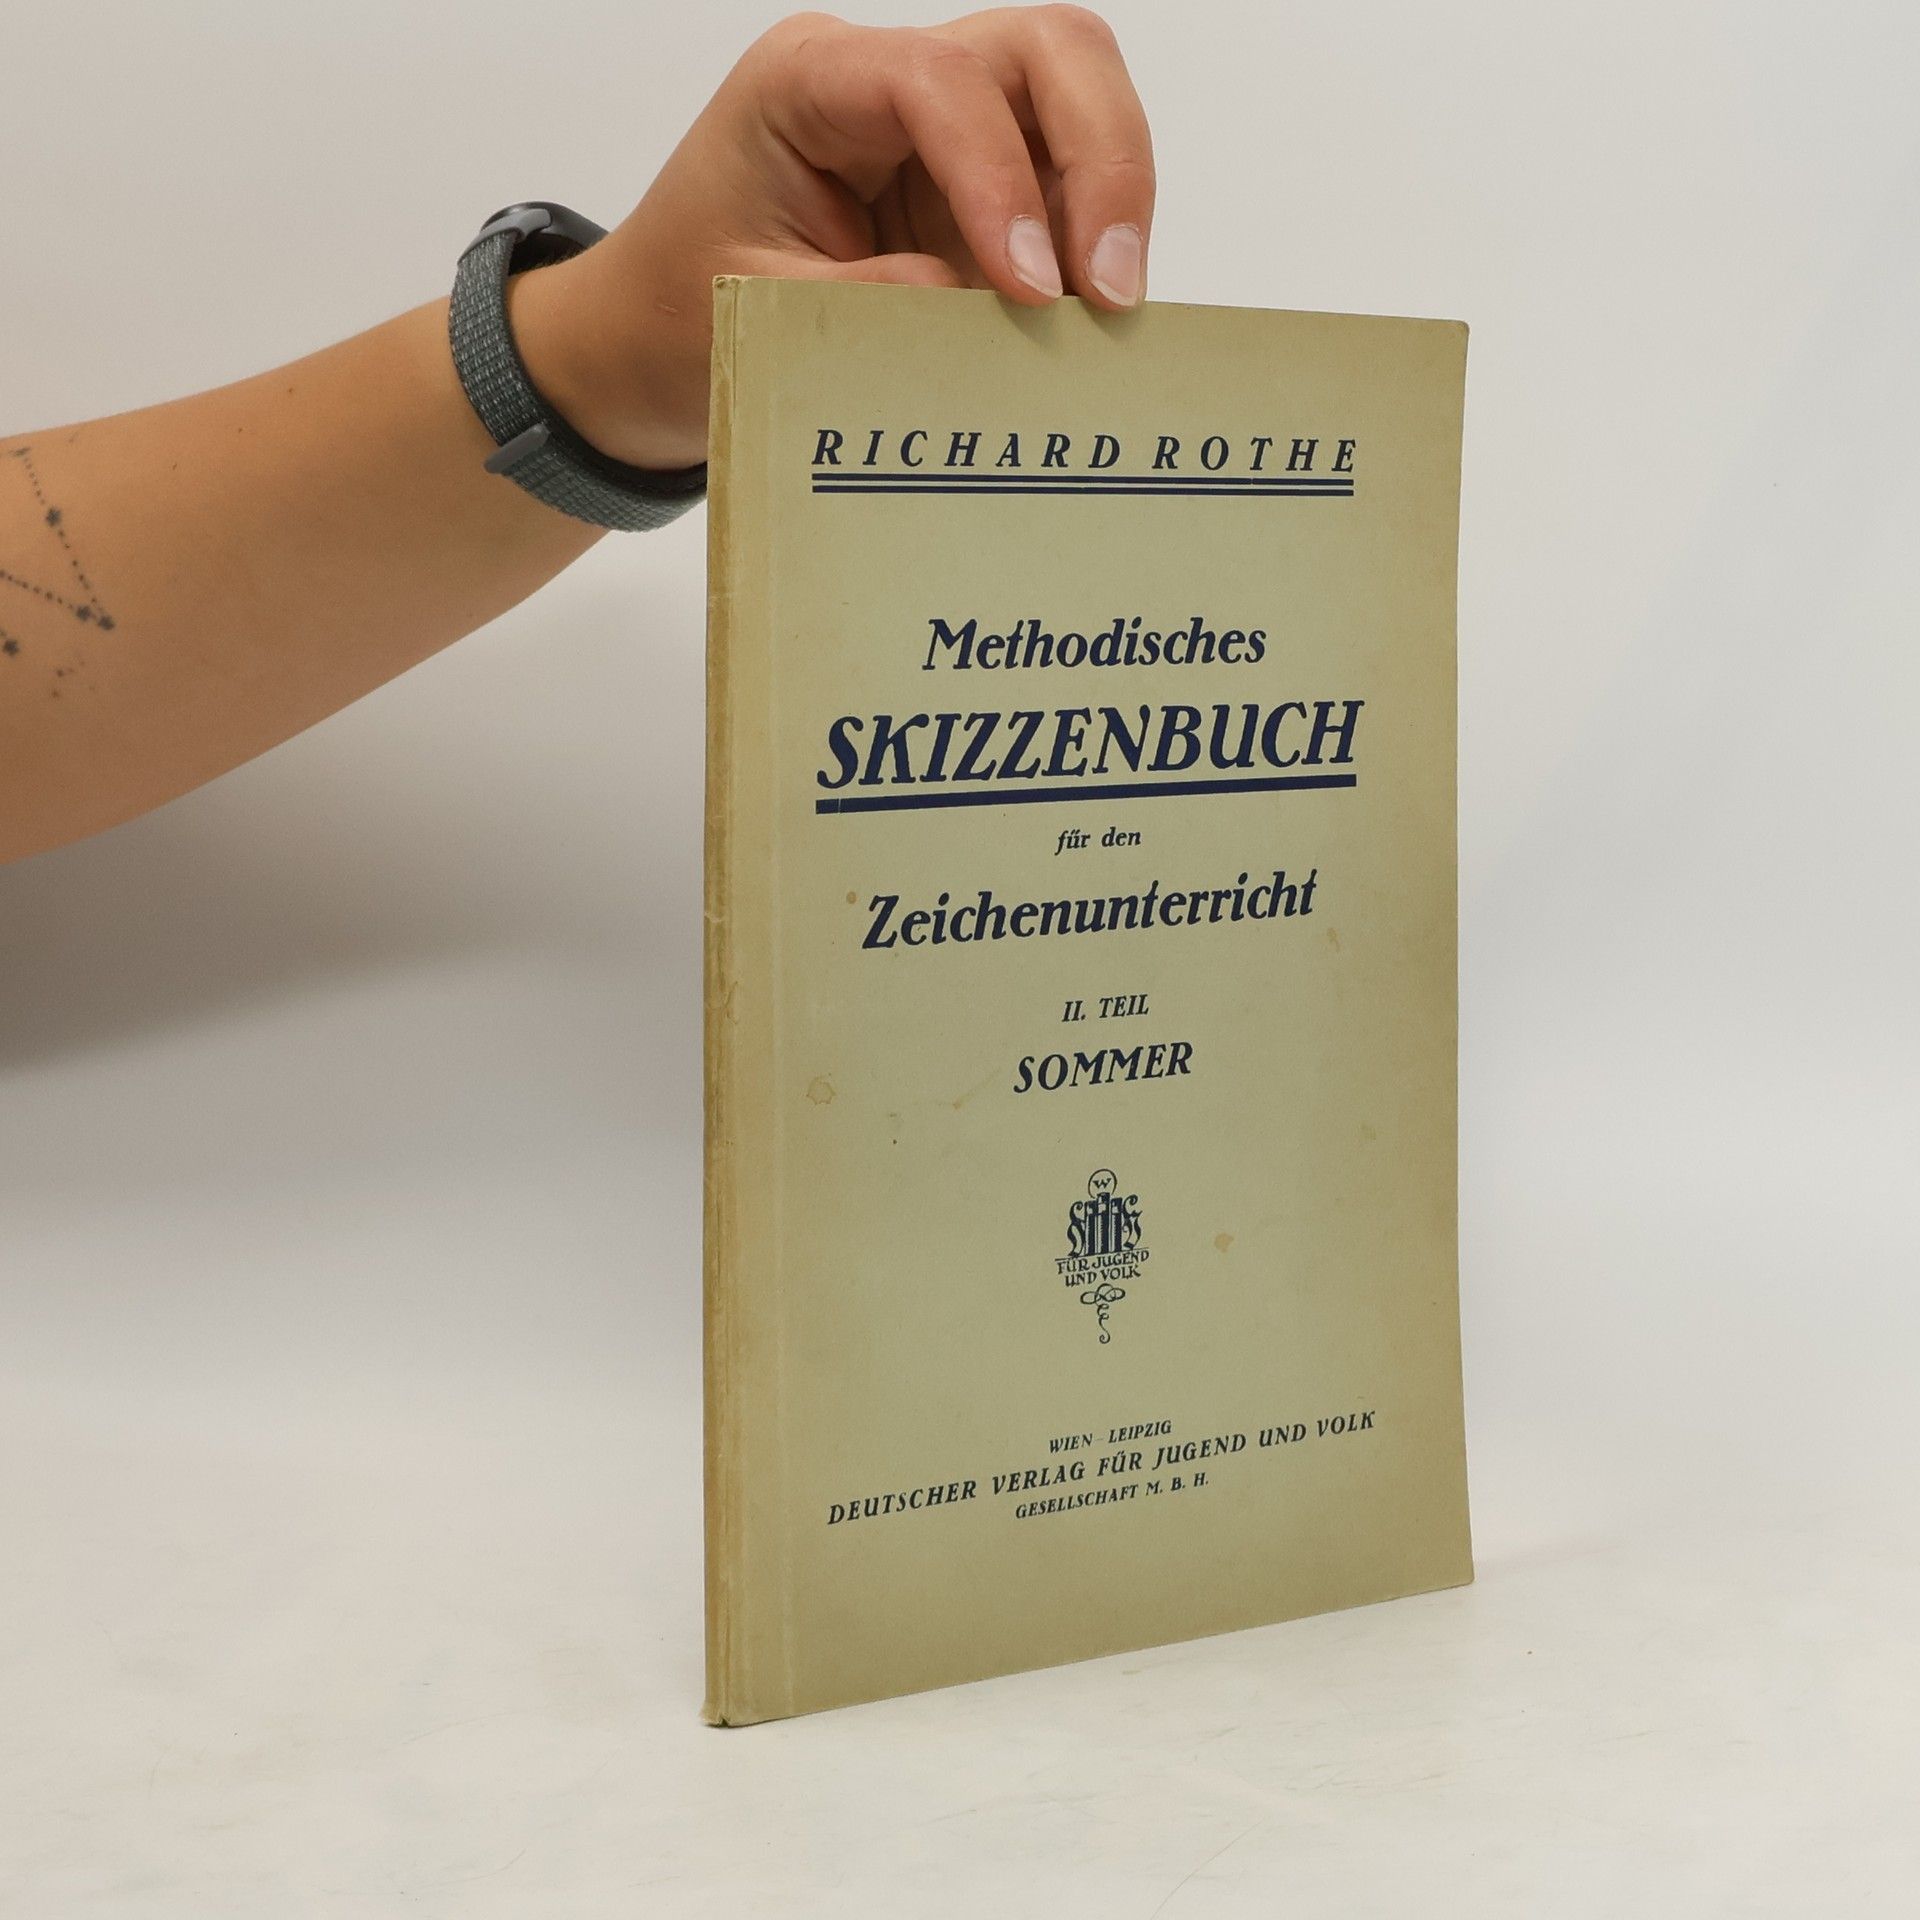 RICHARD ROTHE
Methodisches
SKIZZENBUCH
für den
Zeichenunterricht
II. TEIL
SOMMER
W
FÜR JUGEND
UND VOLK
WIEN - LEIPZIG
DEUTSCHER VERLAG FÜR JUGEND UND VOLK
GESELLSCHAFT M. B. H.